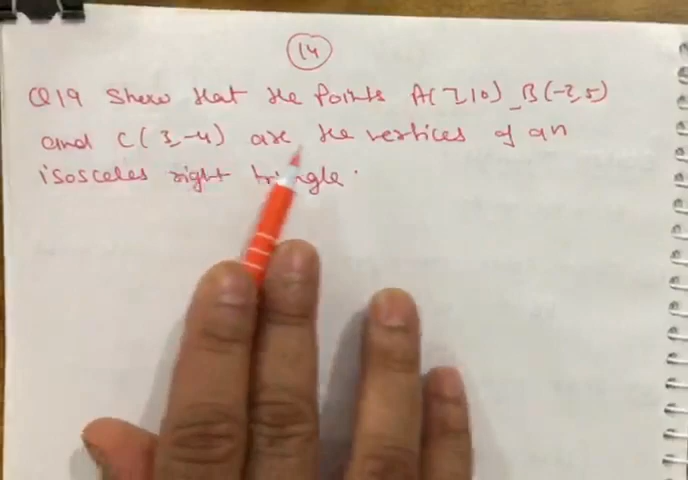 14
Q19 Show that the Points A(7,10), B(-2,5)
and C(3,-4) are the vertices of an
isosceles right triangle.